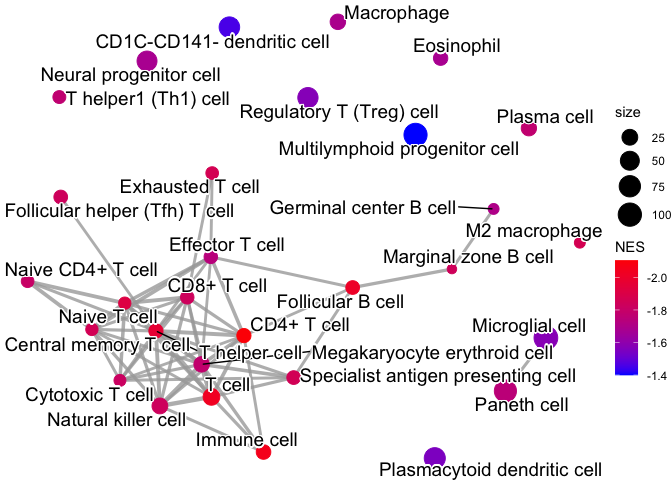 Macrophage
CD1C-CD141- dendritic cell
Eosinophil
Neural progenitor cell
T helper1 (Th1) cell
Regulatory T (Treg) cell
Plasma cell
Multilymphoid progenitor cell
Exhausted T cell
Follicular helper (Tfh) T cell
Germinal center B cell
M2 macrophage
Effector T cell
Marginal zone B cell
Naive CD4+ T cell
CD8+ T cell
Follicular B cell
Naive T cell
CD4+ T cell
Microglial cell
Central memory T cell
T helper cell
Megakaryocyte erythroid cell
Specialist antigen presenting cell
Cytotoxic T cell
T cell
Paneth cell
Natural killer cell
Immune cell
Plasmacytoid dendritic cell
size
25
50
75
100
NES
-2.0
-1.8
-1.6
-1.4